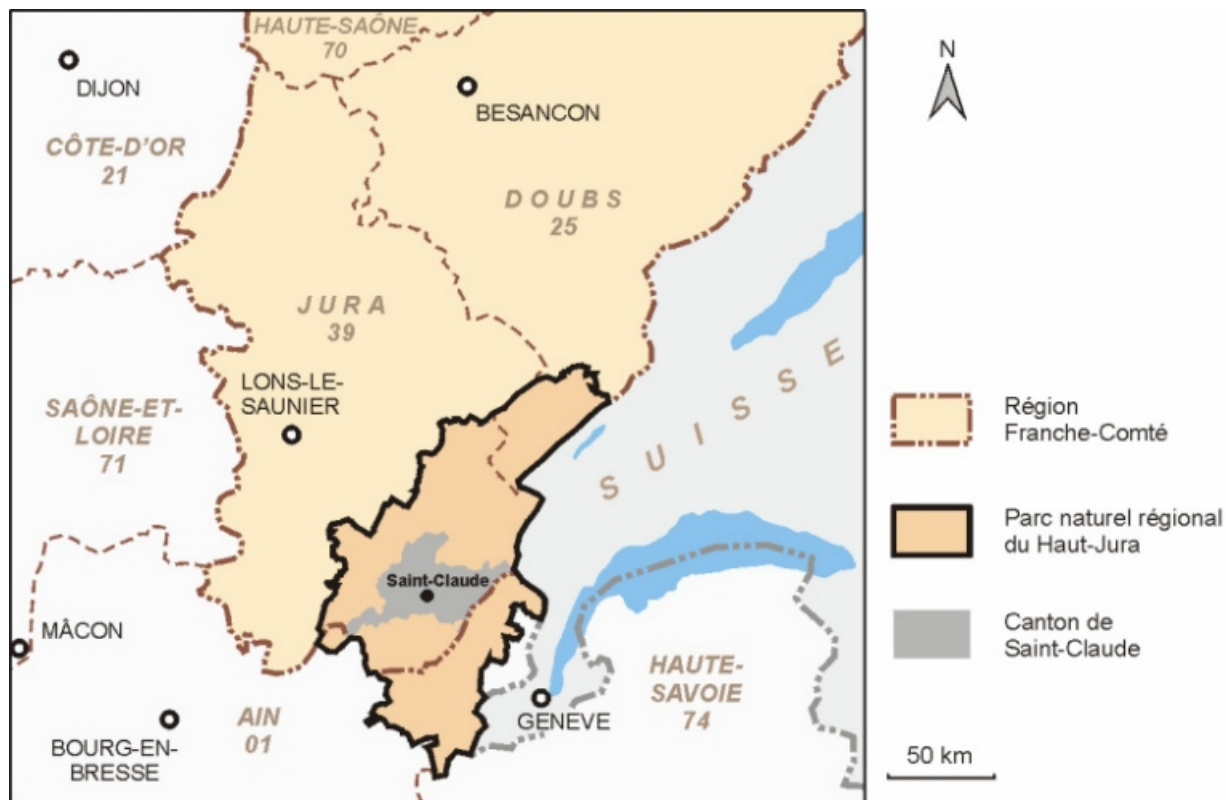 HAUTE-SAÔNE
70
DIJON
BESANCON
CÔTE-D'OR
21
DOUBS
25
JURA
39
LONS-LE-
SAUNIER
SAÔNE-ET-
LOIRE
71
SUISSE
Saint-Claude
MÂCON
HAUTE-
SAVOIE
74
GENEVE
AIN
01
BOURG-EN-
BRESSE
N
Région
Franche-Comté
Parc naturel régional
du Haut-Jura
Canton de
Saint-Claude
50 km